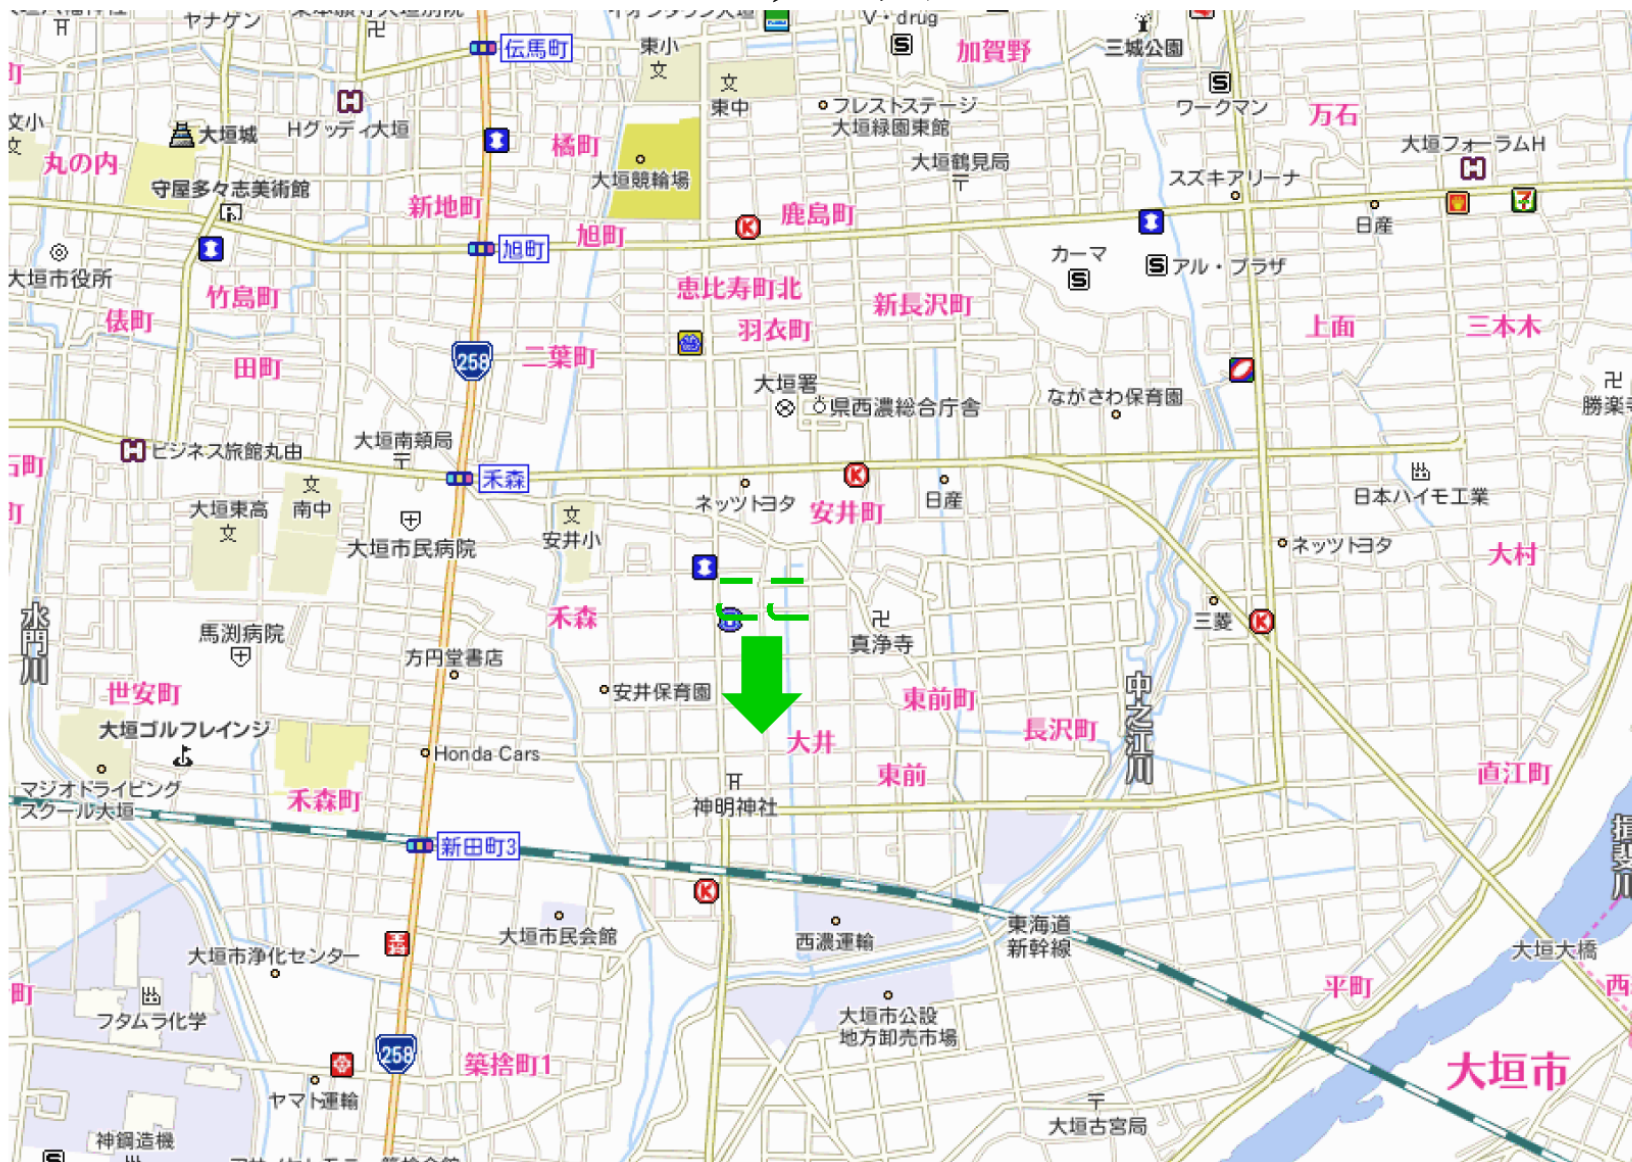 ヤナゲン
伝馬町
東小
文
V・drug
加賀野
三城公園
東中
文
フレストステージ
大垣緑園東館
ワークマン
万石
大垣城
Hグッディ大垣
橘町
大垣フォーラムH
丸の内
大垣競輪場
大垣鶴見局
スズキアリーナ
守屋多々志美術館
新地町
鹿島町
日産
旭町
旭町
カーマ
アル・プラザ
大垣市役所
竹島町
恵比寿町北
新長沢町
俵町
羽衣町
上面
三本木
田町
258
二葉町
大垣署
県西濃総合庁舎
ながさわ保育園
大垣南頬局
ビジネス旅館丸由
禾森
ネッツトヨタ
日産
日本ハイモ工業
大垣東高
文
南中
文
安井町
大垣市民病院
文
安井小
ネッツトヨタ
大村
水門川
禾森
三菱
馬渕病院
真浄寺
方円堂書店
世安町
安井保育園
東前町
中之江川
長沢町
大垣ゴルフレインジ
Honda Cars
大井
東前
直江町
マジオドライビング
スクール大垣
禾森町
神明神社
揖斐川
新田町3
大垣市民会館
西濃運輸
東海道
新幹線
大垣大橋
大垣市浄化センター
平町
フタムラ化学
大垣市公設
地方卸売市場
258
築捨町1
大垣市
ヤマト運輸
大垣古宮局
神鋼造機